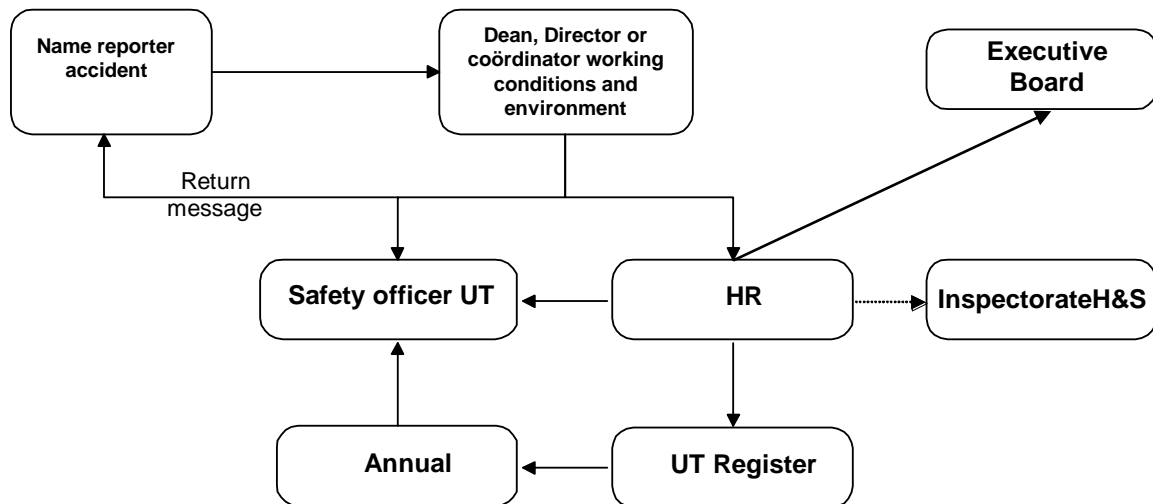 Name reporter
accident
Dean, Director or
coördinator working
conditions and
environment
Executive
Board
Return
message
Safety officer UT
HR
InspectorateH&S
Annual
UT Register